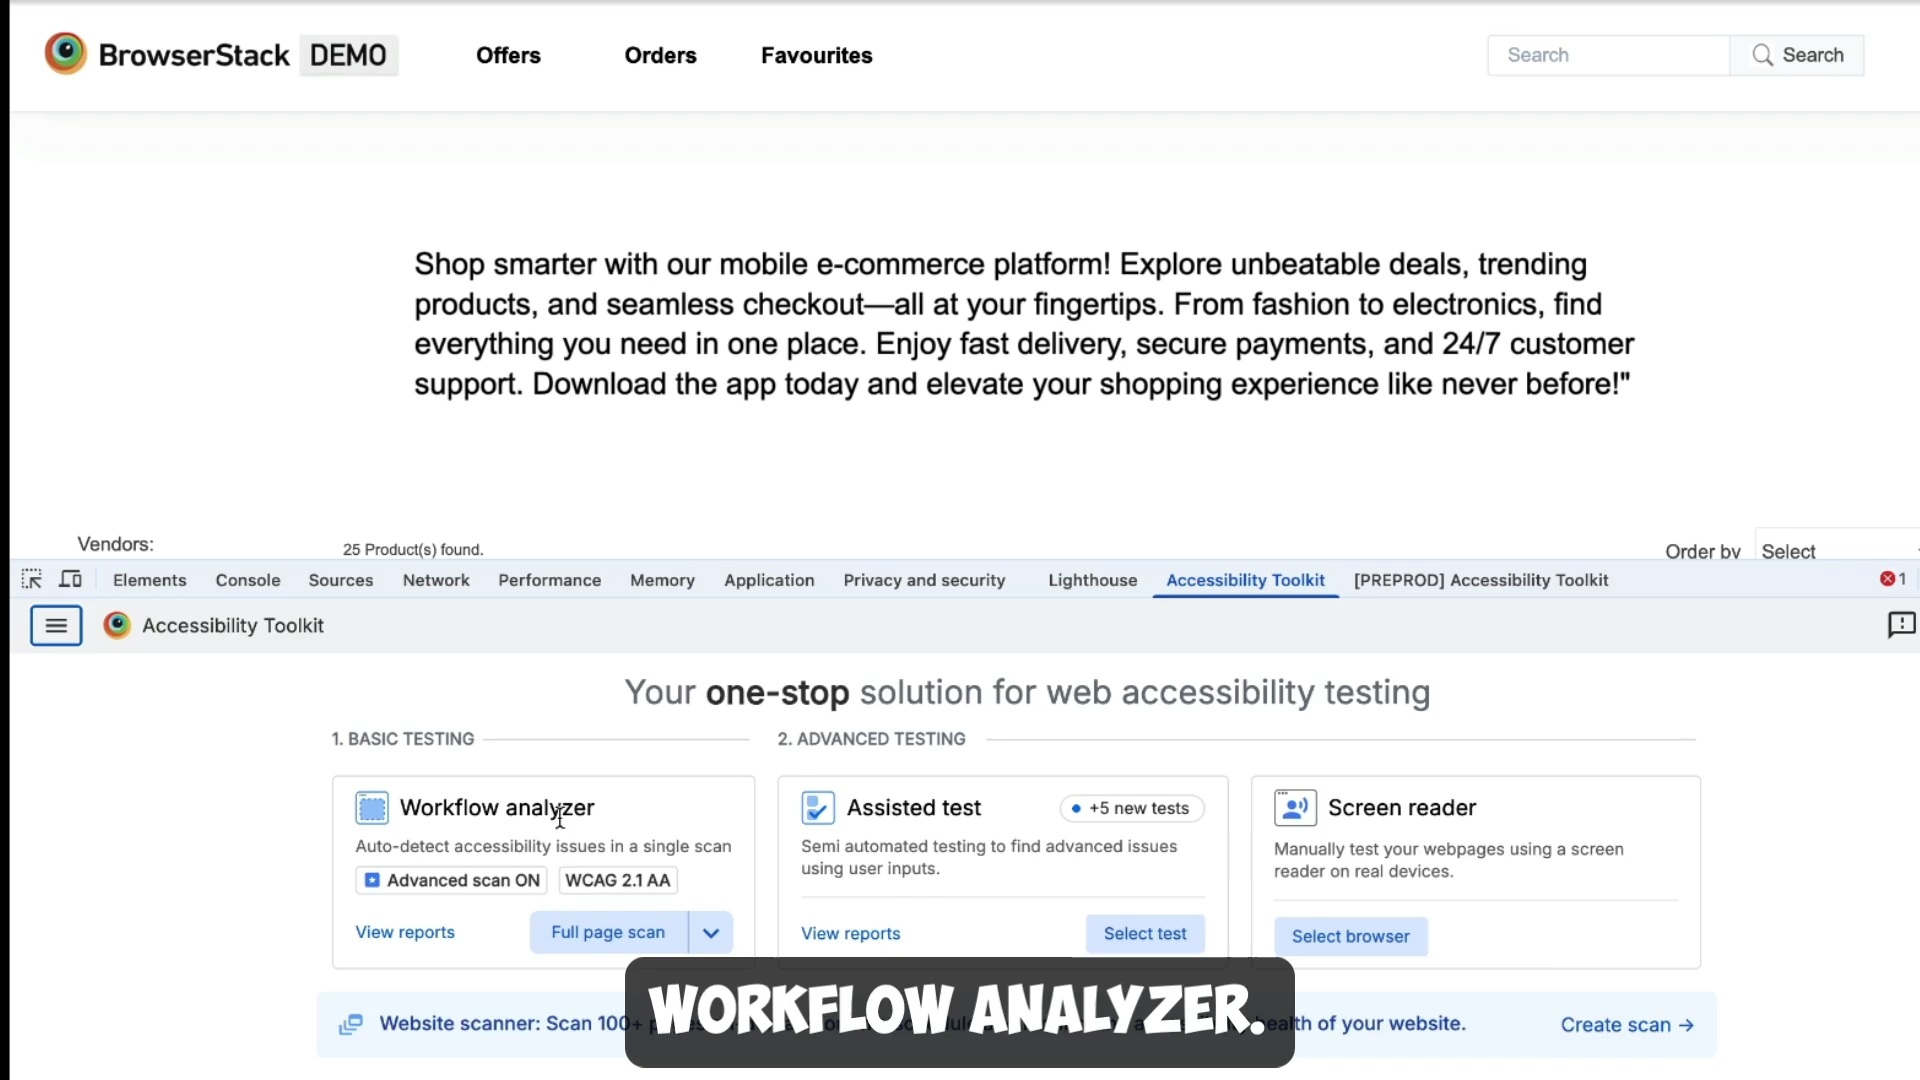 BrowserStack DEMO Offers Orders Favourites Search Search
Shop smarter with our mobile e-commerce platform! Explore unbeatable deals, trending
products, and seamless checkout—all at your fingertips. From fashion to electronics, find
everything you need in one place. Enjoy fast delivery, secure payments, and 24/7 customer
support. Download the app today and elevate your shopping experience like never before!"
Vendors: 25 Product(s) found. Order by Select
Elements Console Sources Network Performance Memory Application Privacy and security Lighthouse Accessibility Toolkit [PREPROD] Accessibility Toolkit 1
Accessibility Toolkit
Your one-stop solution for web accessibility testing
1. BASIC TESTING 2. ADVANCED TESTING
Workflow analyzer
Auto-detect accessibility issues in a single scan
Advanced scan ON WCAG 2.1 AA
View reports Full page scan
Assisted test +5 new tests
Semi automated testing to find advanced issues
using user inputs.
View reports Select test
Screen reader
Manually test your webpages using a screen
reader on real devices.
Select browser
Website scanner: Scan 100+ health of your website. Create scan →
WORKFLOW ANALYZER.